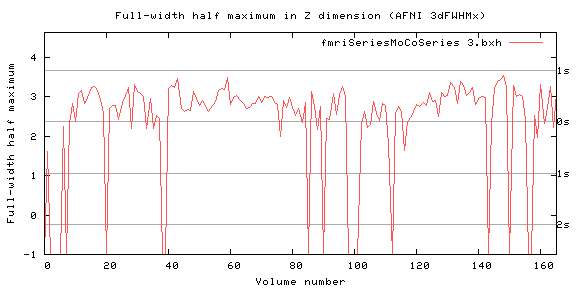 Full-width half maximum in Z dimension (AFNI 3dFWHMx)
fmriSeriesMoCoSeries 3.bxh
Full-width half maximum
4
3
2
1
0
-1
1s
0s
1s
2s
0 20 40 60 80 100 120 140 160
Volume number